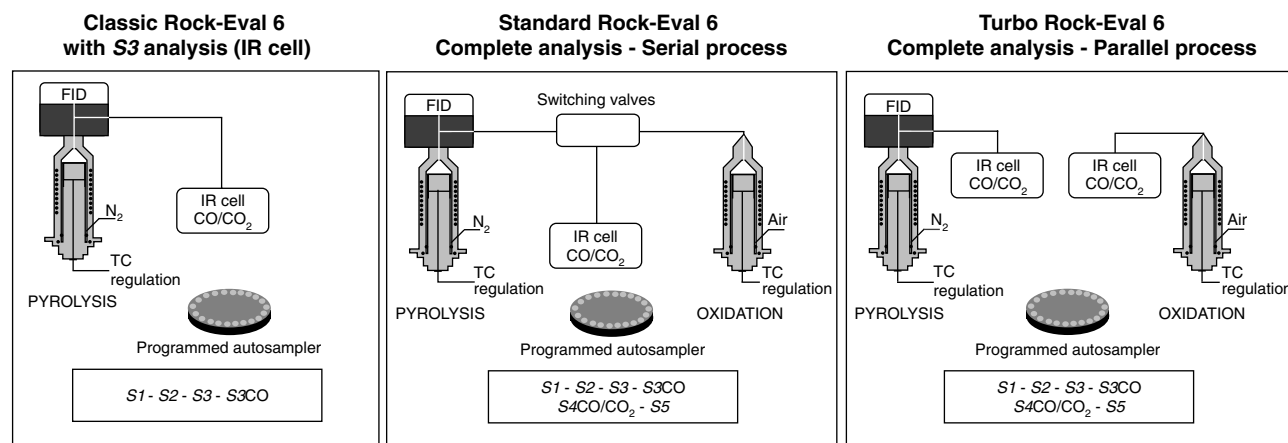 Classic Rock-Eval 6
with S3 analysis (IR cell)
FID
IR cell
CO/CO₂
N₂
TC
regulation
PYROLYSIS
Programmed autosampler
S1 - S2 - S3 - S3CO
Standard Rock-Eval 6
Complete analysis - Serial process
FID
Switching valves
N₂
IR cell
CO/CO₂
Air
TC
regulation
TC
regulation
PYROLYSIS
OXIDATION
Programmed autosampler
S1 - S2 - S3 - S3CO
S4CO/CO₂ - S5
Turbo Rock-Eval 6
Complete analysis - Parallel process
FID
IR cell
CO/CO₂
IR cell
CO/CO₂
N₂
Air
TC
regulation
TC
regulation
PYROLYSIS
OXIDATION
Programmed autosampler
S1 - S2 - S3 - S3CO
S4CO/CO₂ - S5